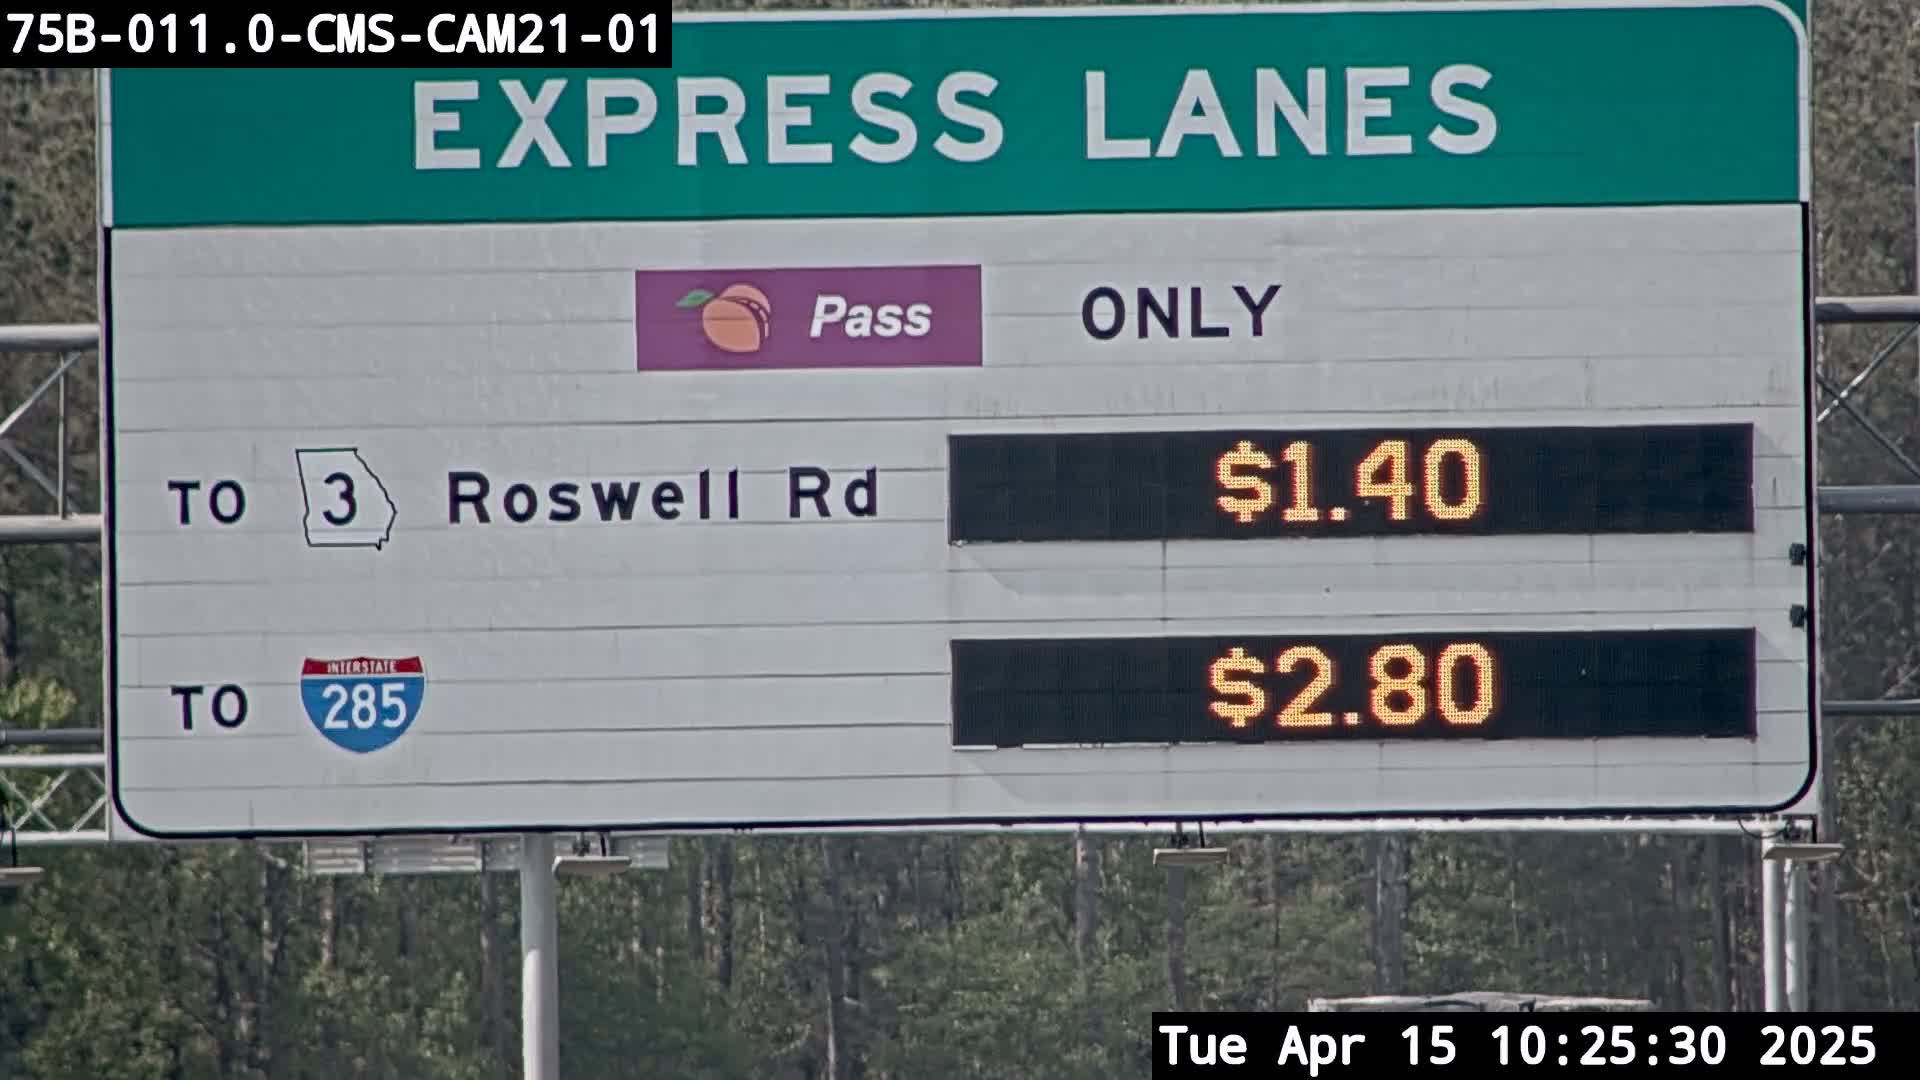 75B-011.0-CMS-CAM21-01
EXPRESS LANES
Pass ONLY
TO 3 Roswell Rd $1.40
INTERSTATE
TO 285 $2.80
Tue Apr 15 10:25:30 2025